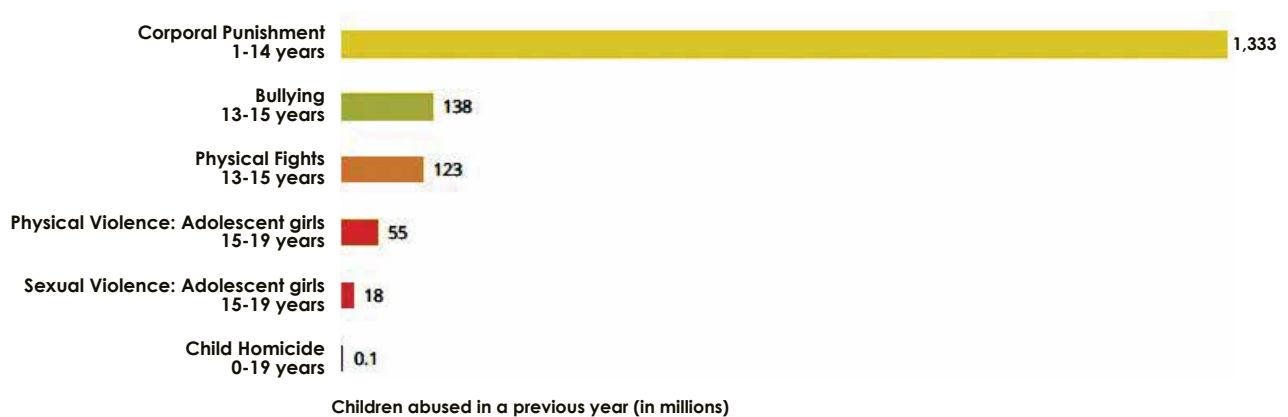 Corporal Punishment
1-14 years
1,333
Bullying
13-15 years
138
Physical Fights
13-15 years
123
Physical Violence: Adolescent girls
15-19 years
55
Sexual Violence: Adolescent girls
15-19 years
18
Child Homicide
0-19 years
0.1
Children abused in a previous year (in millions)